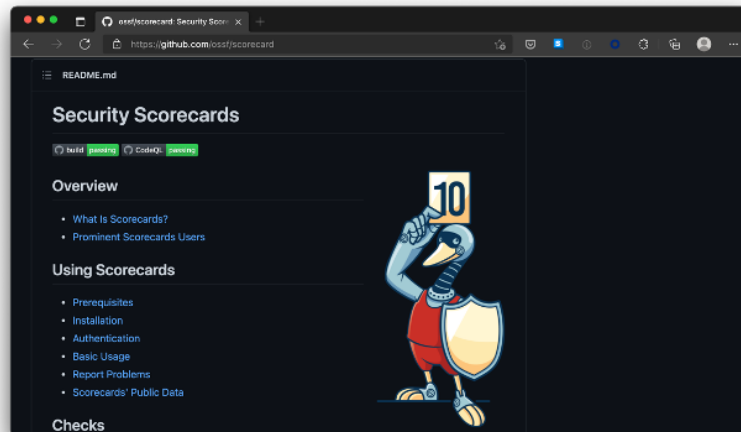 ossf/scorecard: Security Score
https://github.com/ossf/scorecard
README.md
Security Scorecards
build passing CodeQL passing
Overview
What Is Scorecards?
Prominent Scorecards Users
10
Using Scorecards
Prerequisites
Installation
Authentication
Basic Usage
Report Problems
Scorecards' Public Data
Checks